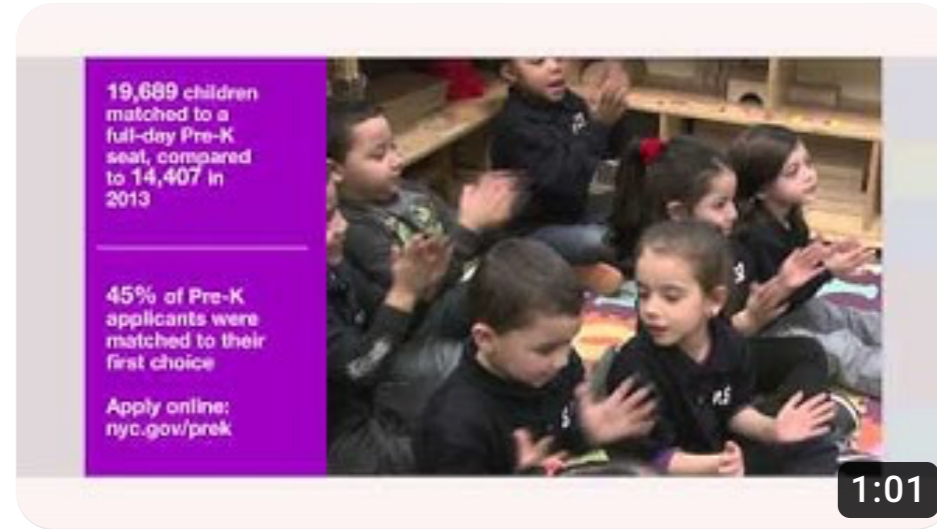 19,689 children
matched to a
full-day Pre-K
seat, compared
to 14,407 in
2013
45% of Pre-K
applicants were
matched to their
first choice
Apply online:
nyc.gov/prek
1:01